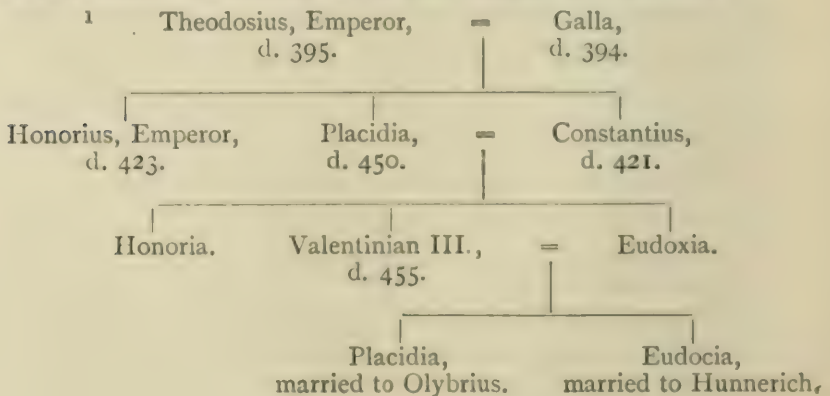 1 Theodosius, Emperor, = Galla,
d. 395. d. 394.
Honorius, Emperor, Placidia, = Constantius,
d. 423. d. 450. d. 421.
Honoria. Valentinian III., = Eudoxia.
d. 455.
Placidia, Eudocia,
married to Olybrius. married to Hunnerich,